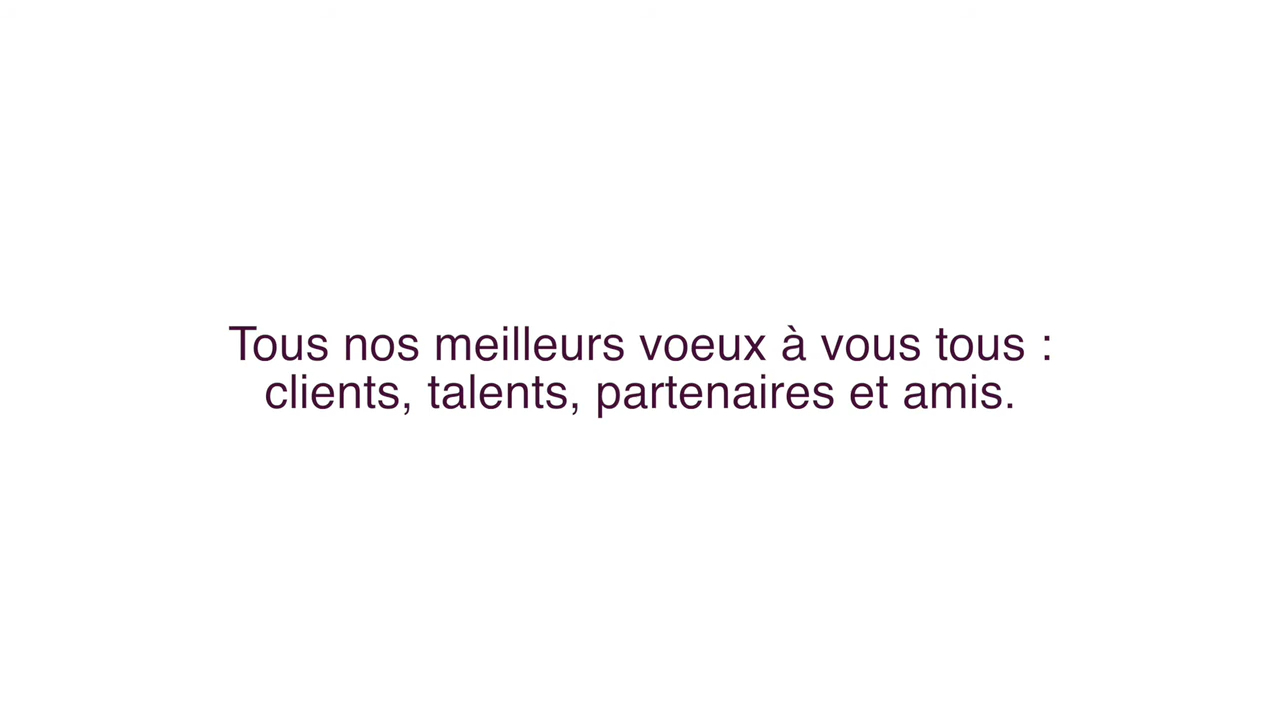 Tous nos meilleurs voeux à vous tous :
clients, talents, partenaires et amis.